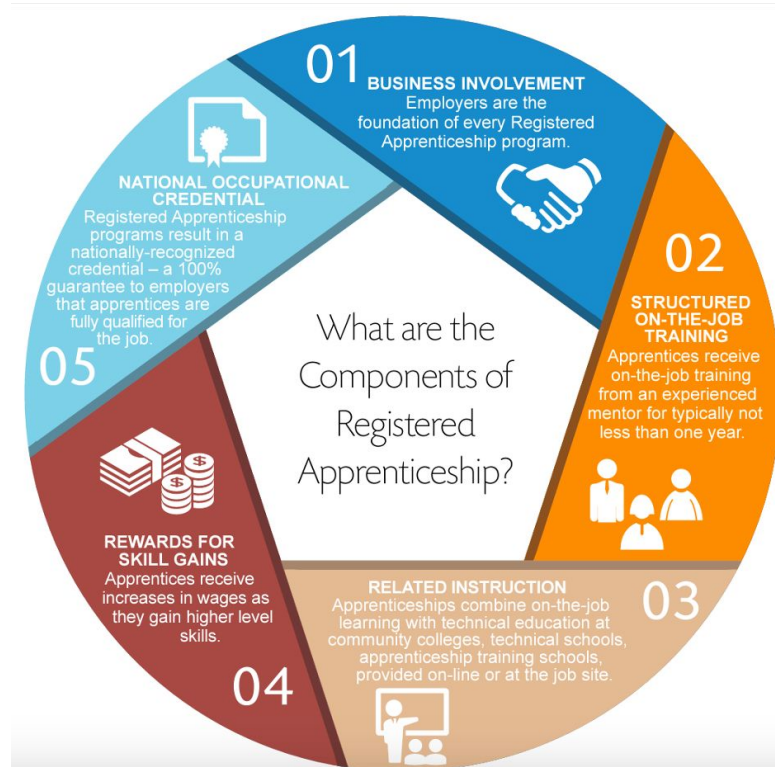 What are the
Components of
Registered
Apprenticeship?
01
BUSINESS INVOLVEMENT
Employers are the
foundation of every Registered
Apprenticeship program.
02
STRUCTURED
ON-THE-JOB
TRAINING
Apprentices receive
on-the-job training
from an experienced
mentor for typically not
less than one year.
03
RELATED INSTRUCTION
Apprenticeships combine on-the-job
learning with technical education at
community colleges, technical schools,
apprenticeship training schools,
provided on-line or at the job site.
04
REWARDS FOR
SKILL GAINS
Apprentices receive
increases in wages as
they gain higher level
skills.
$
$
05
NATIONAL OCCUPATIONAL
CREDENTIAL
Registered Apprenticeship
programs result in a
nationally-recognized
credential – a 100%
guarantee to employers
that apprentices are
fully qualified for
the job.